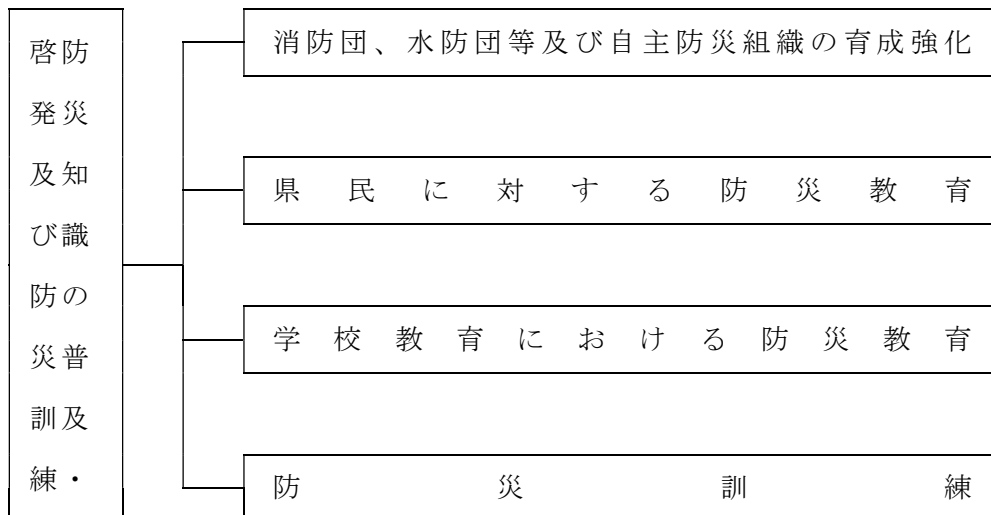 防災知識の普及・
啓発及び防災訓練
消防団、水防団等及び自主防災組織の育成強化
県民に対する防災教育
学校教育における防災教育
防災訓練